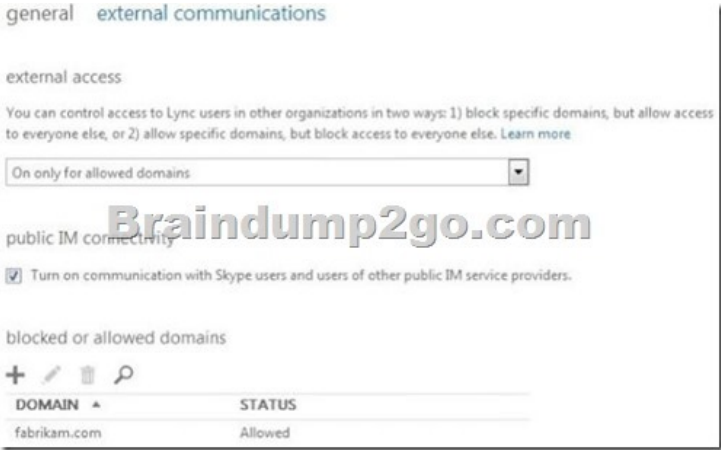 general external communications
external access
You can control access to Lync users in other organizations in two ways: 1) block specific domains, but allow access
to everyone else, or 2) allow specific domains, but block access to everyone else. Learn more
On only for allowed domains
Braindump2go.com
public IM connectivity
Turn on communication with Skype users and users of other public IM service providers.
blocked or allowed domains
DOMAIN STATUS
fabrikam.com Allowed